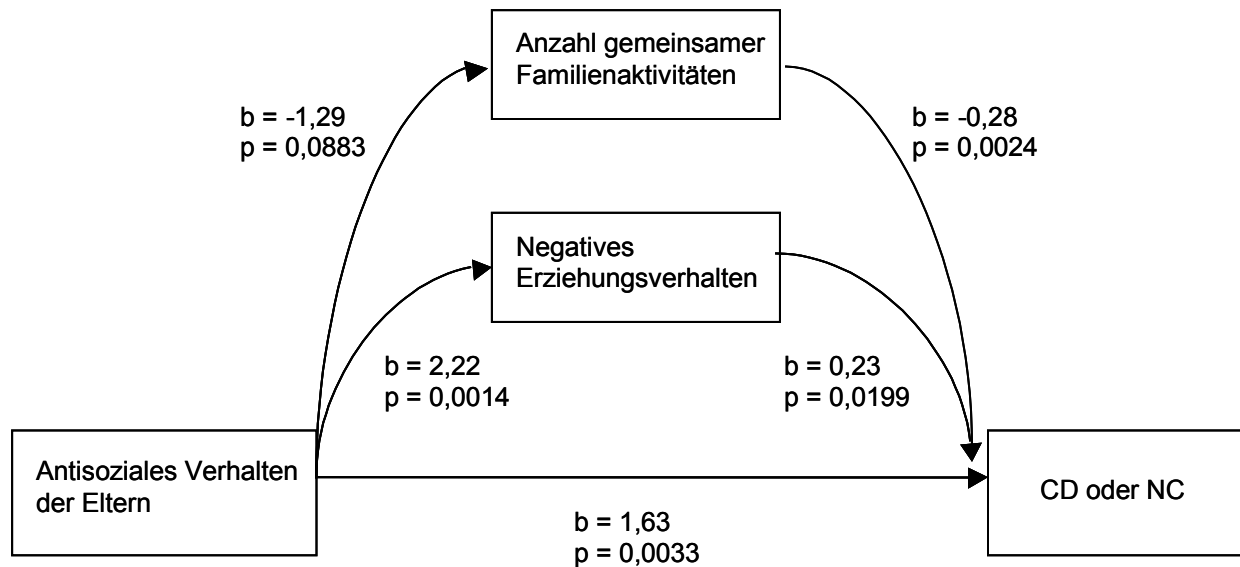 Anzahl gemeinsamer
Familienaktivitäten
b = -1,29
p = 0,0883
b = -0,28
p = 0,0024
Negatives
Erziehungsverhalten
b = 2,22
p = 0,0014
b = 0,23
p = 0,0199
Antisoziales Verhalten
der Eltern
CD oder NC
b = 1,63
p = 0,0033